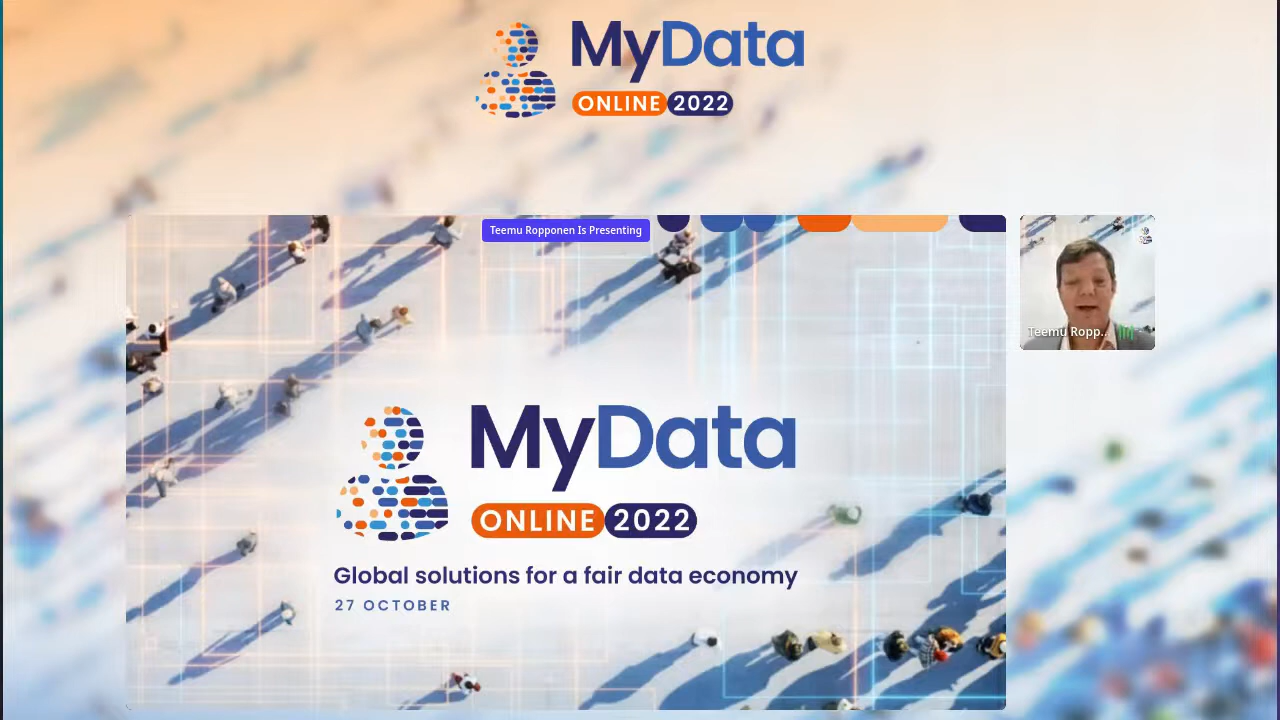 MyData
ONLINE 2022
Teemu Ropponen Is Presenting
Teemu Ropp...
MyData
ONLINE 2022
Global solutions for a fair data economy
27 OCTOBER